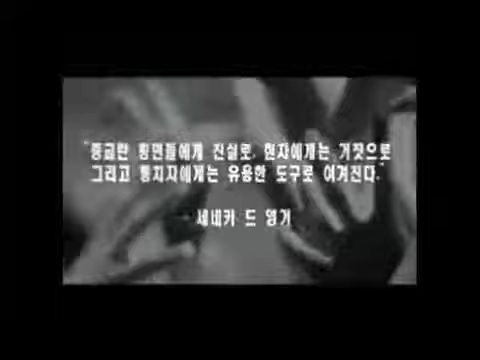 "종교란 평민들에게 진실로, 현자에게는 거짓으로
그리고 통치자에게는 유용한 도구로 여겨진다."
- 세네카 드 영거